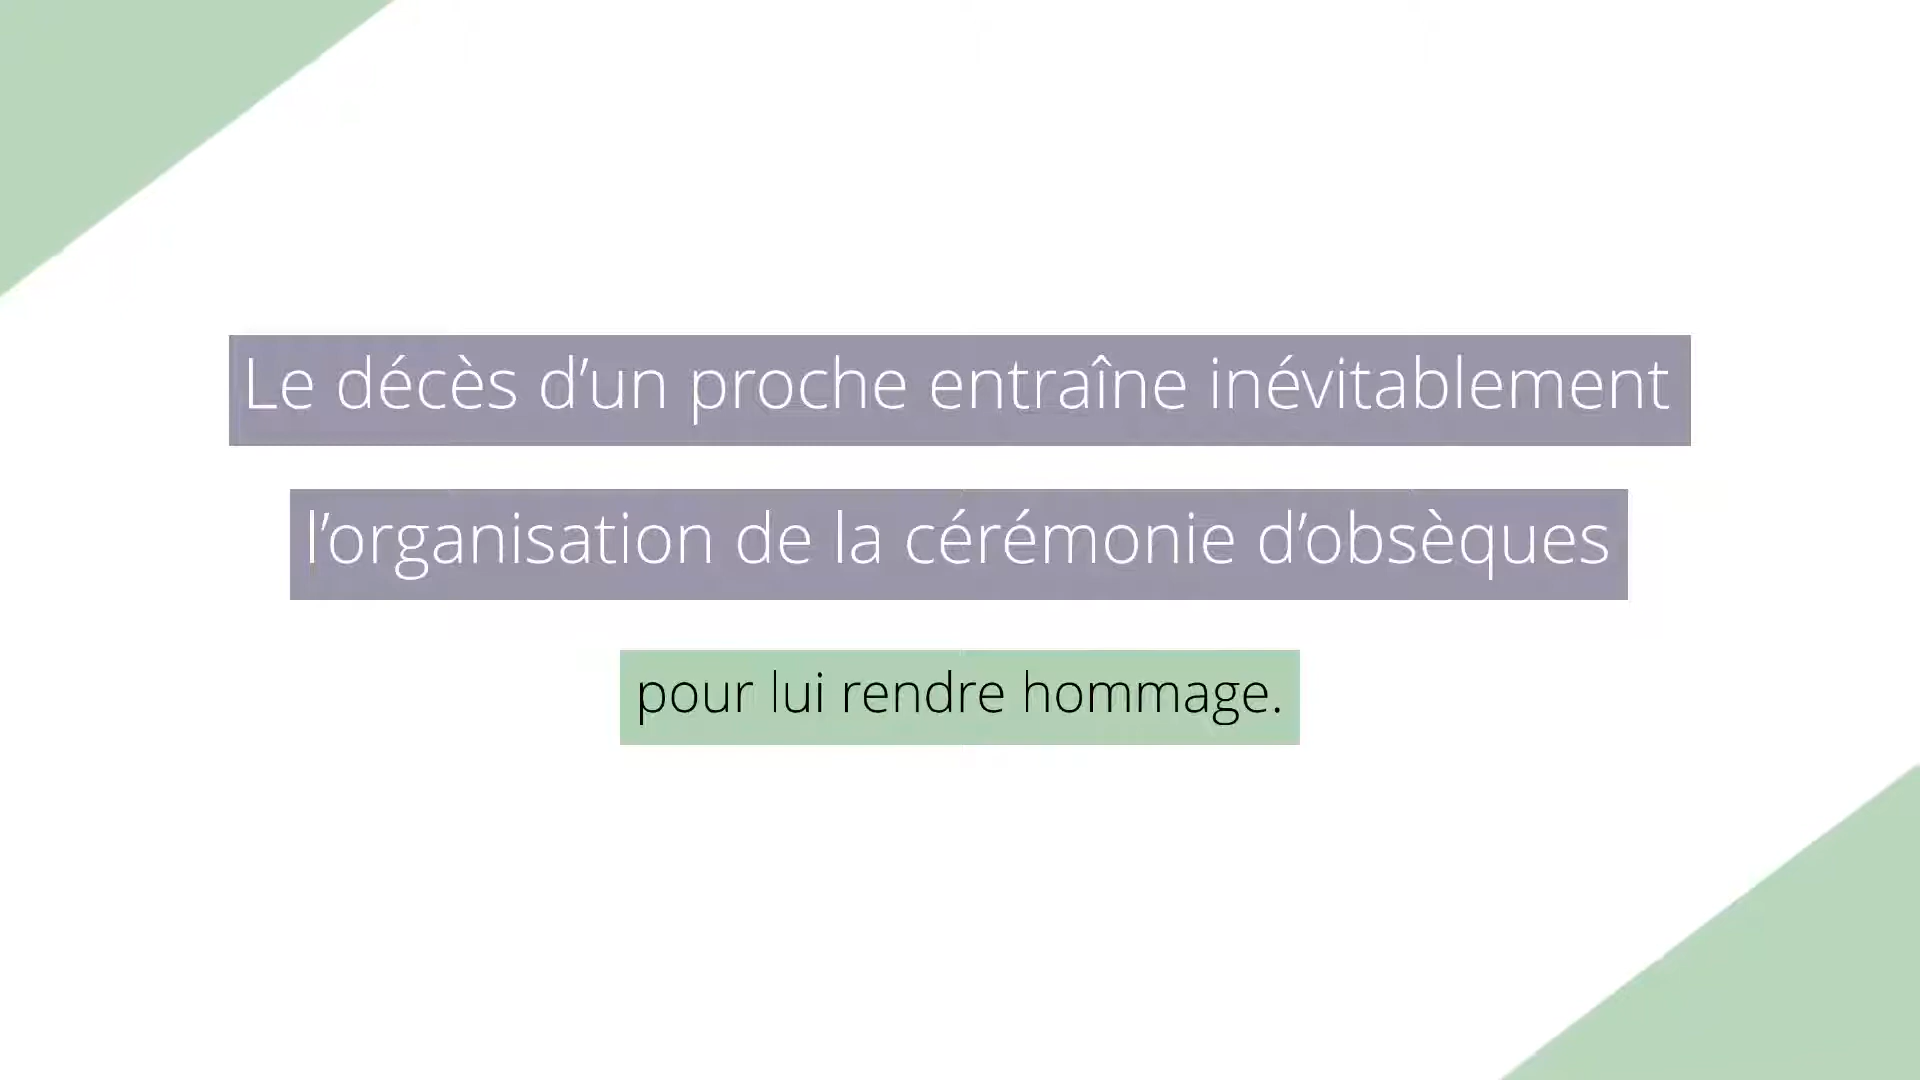 Le décès d’un proche entraîne inévitablement
l’organisation de la cérémonie d’obsèques
pour lui rendre hommage.